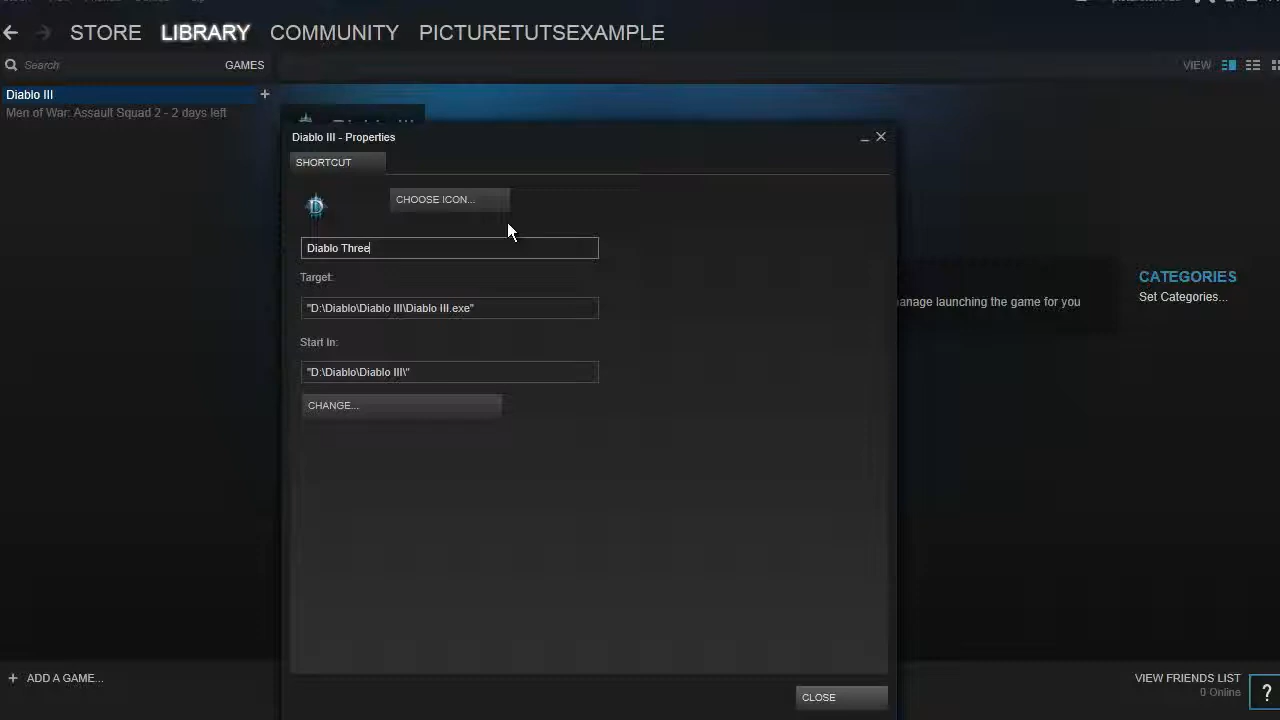 STORE LIBRARY COMMUNITY PICTURETUTSEXAMPLE
Search GAMES
VIEW
Diablo III +
Men of War: Assault Squad 2 - 2 days left
Diablo III - Properties
SHORTCUT
CHOOSE ICON...
Diablo Three
Target:
"D:\Diablo\Diablo III\Diablo III.exe"
Start In:
"D:\Diablo\Diablo III\"
CHANGE...
CLOSE
anage launching the game for you
CATEGORIES
Set Categories...
+ ADD A GAME...
VIEW FRIENDS LIST
0 Online
?